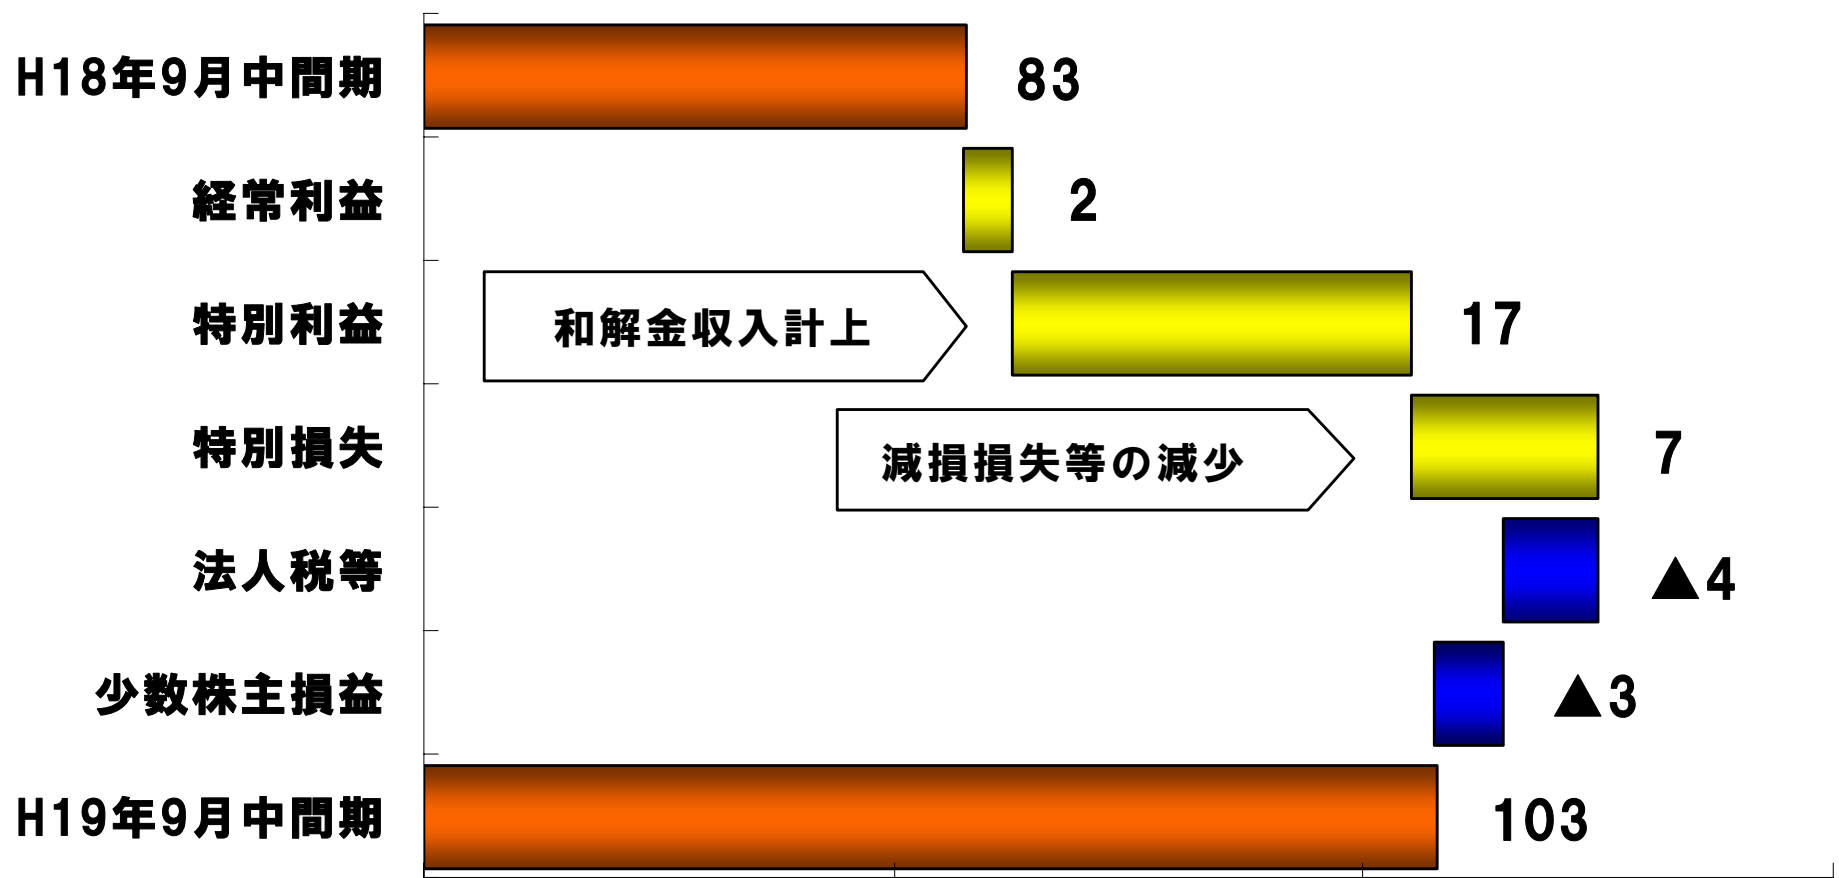 H18年9月中間期 83
経常利益 2
特別利益 和解金収入計上 17
特別損失 減損損失等の減少 7
法人税等 ▲4
少数株主損益 ▲3
H19年9月中間期 103